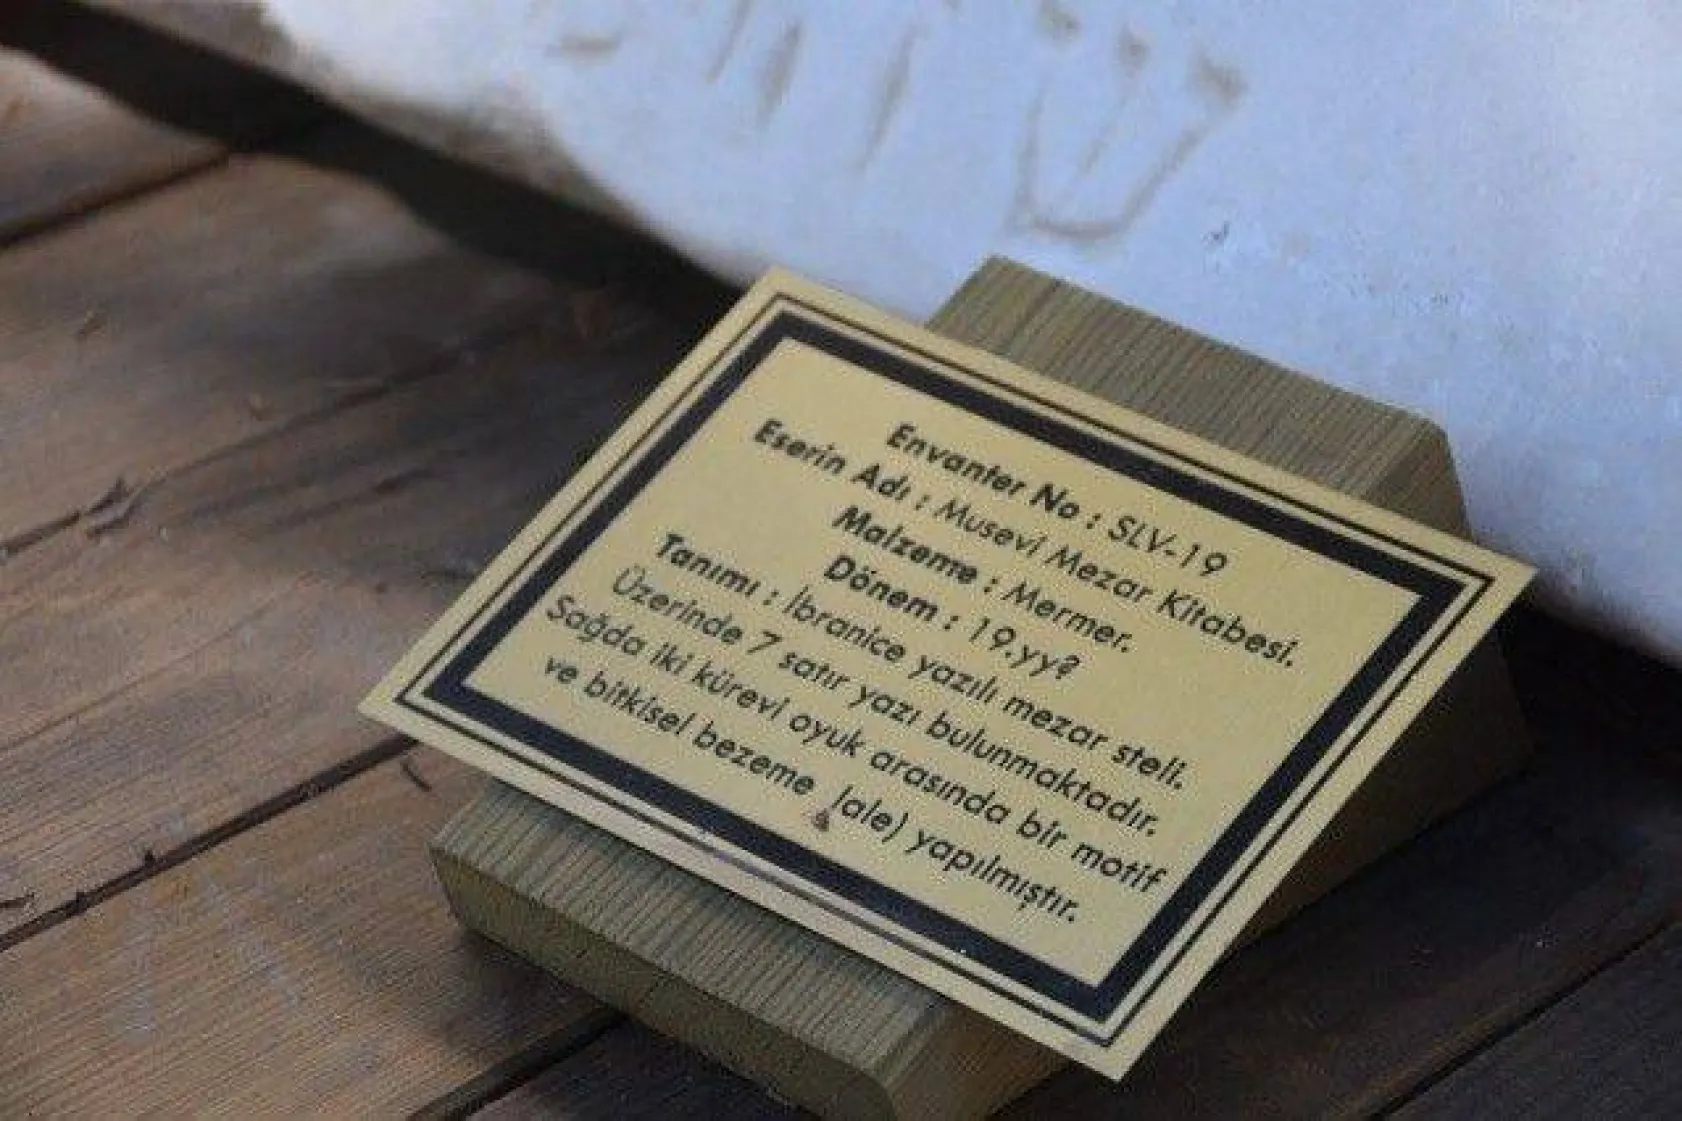 Envanter No : SLV-19
Eserin Adı : Musevi Mezar Kitabesi.
Malzeme : Mermer.
Dönem : 19.yy?
Tanımı : İbranice yazılı mezar steli.
Üzerinde 7 satır yazı bulunmaktadır.
Sağda iki kürevi oyuk arasında bir motif
ve bitkisel bezeme (ale) yapılmıştır.